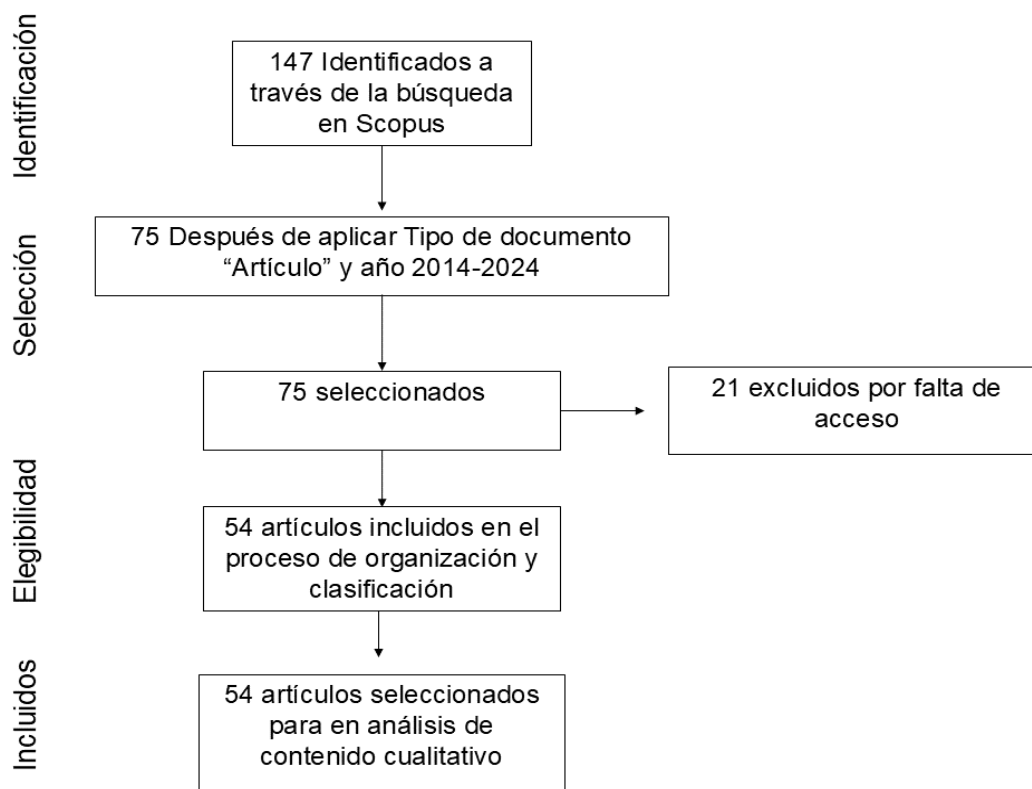 Identificación
147 Identificados a
través de la búsqueda
en Scopus
Selección
75 Después de aplicar Tipo de documento
“Artículo” y año 2014-2024
75 seleccionados
21 excluidos por falta de
acceso
Elegibilidad
54 artículos incluidos en el
proceso de organización y
clasificación
Incluidos
54 artículos seleccionados
para en análisis de
contenido cualitativo